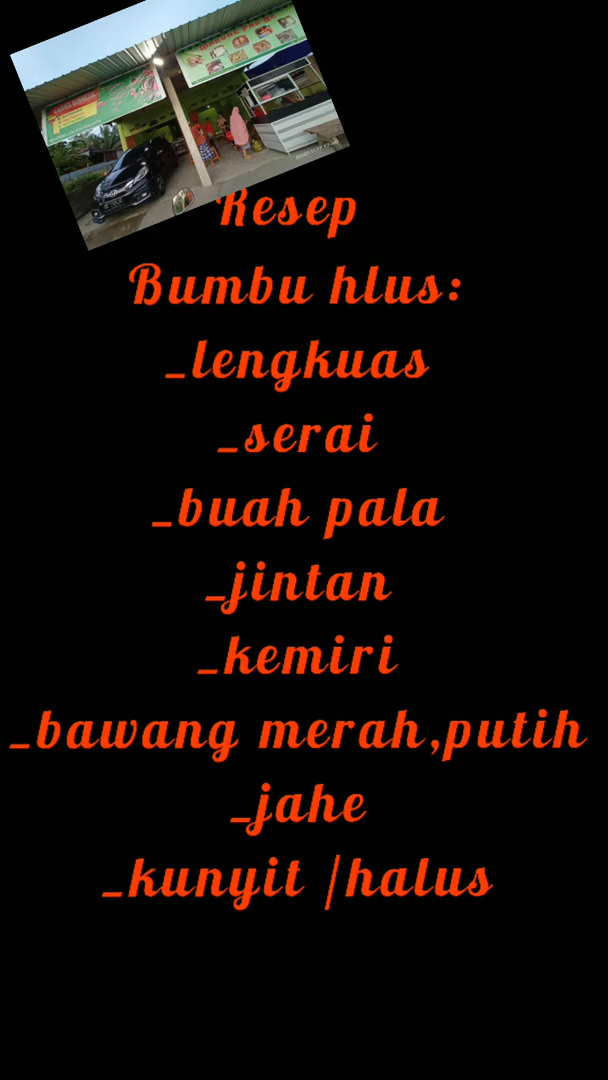 Resep
Bumbu hlus:
_lengkuas
_serai
_buah pala
_jintan
_kemiri
_bawang merah,putih
_jahe
_kunyit /halus